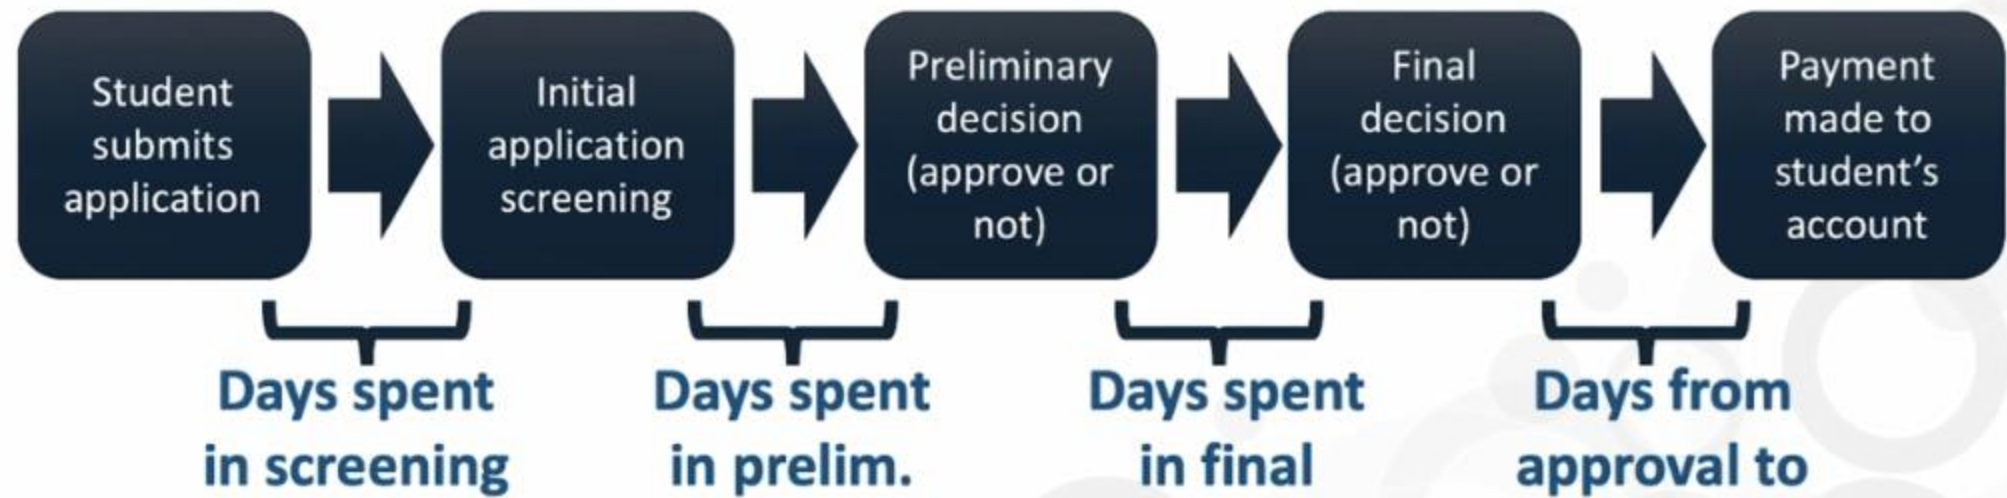 Student
submits
application
Initial
application
screening
Preliminary
decision
(approve or
not)
Final
decision
(approve or
not)
Payment
made to
student's
account
Days spent
in screening
Days spent
in prelim.
Days spent
in final
Days from
approval to